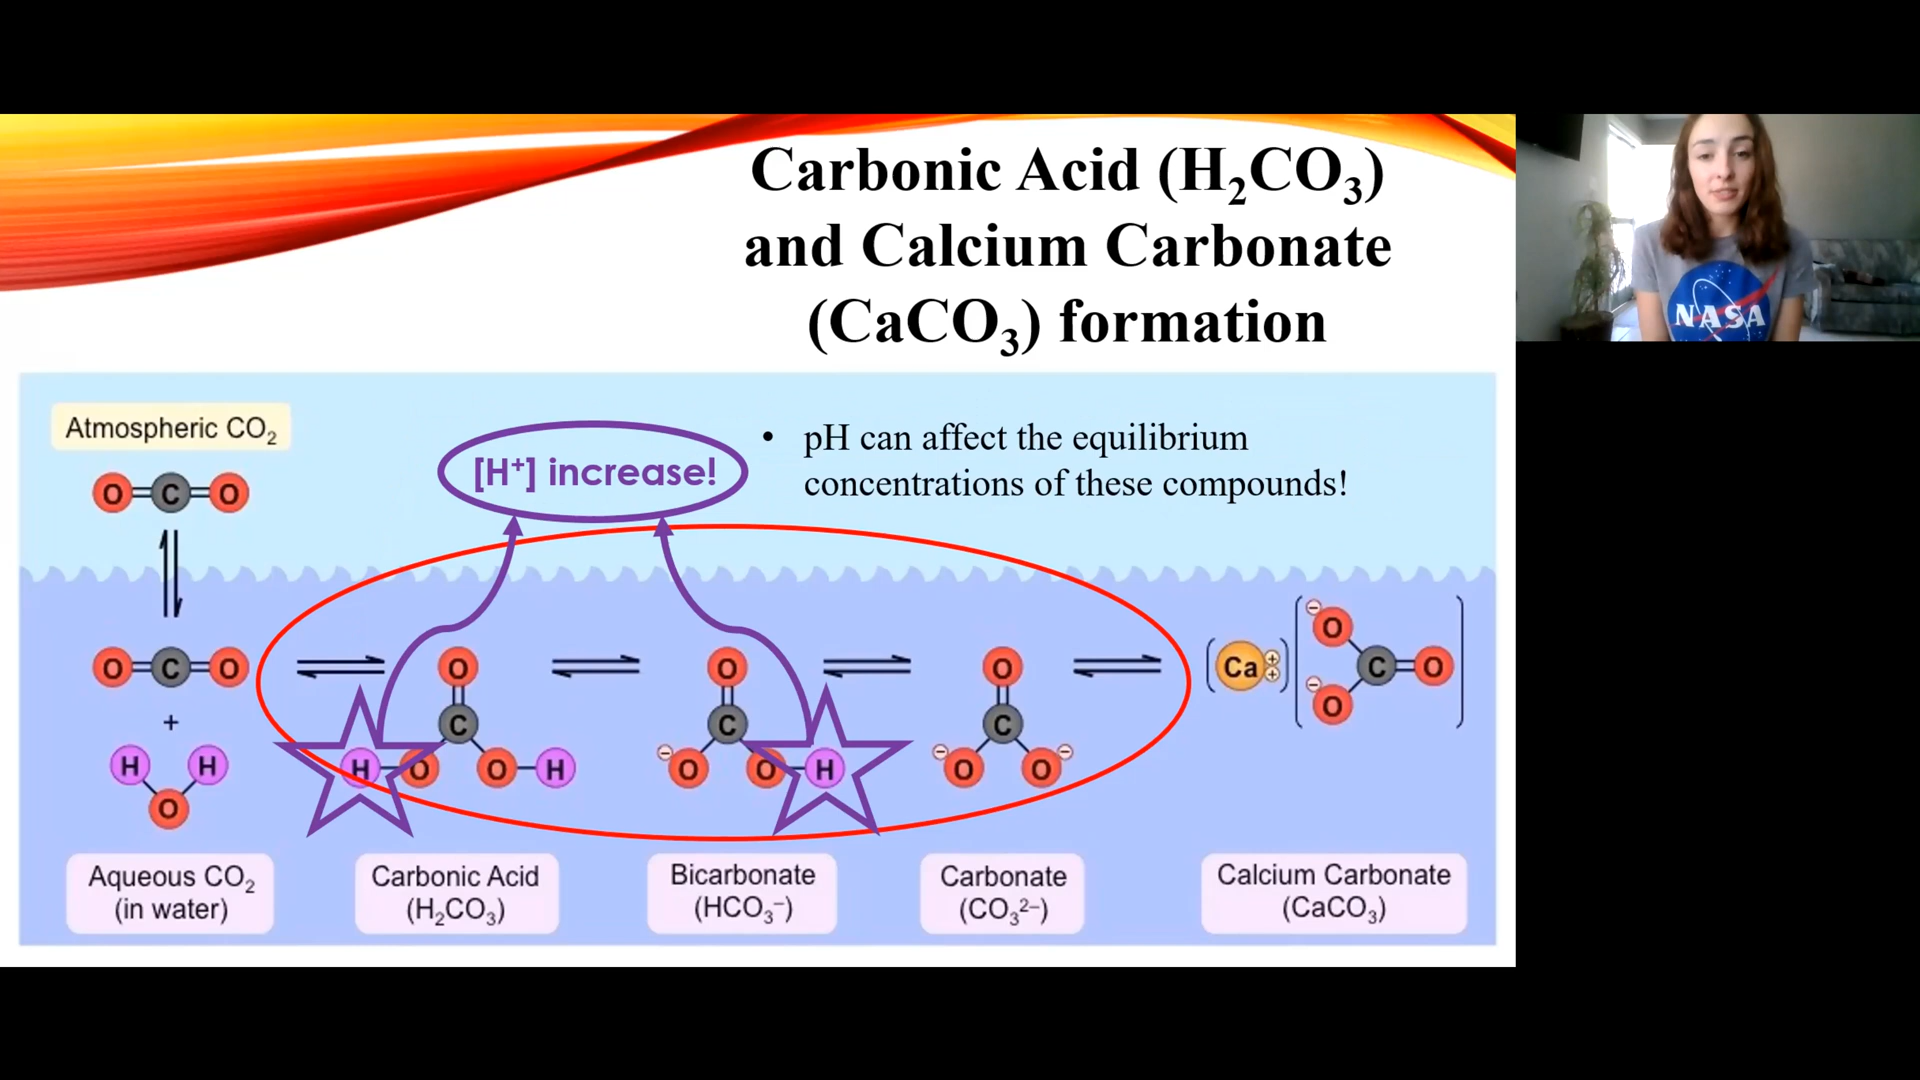 Carbonic Acid (H₂CO₃)
and Calcium Carbonate
(CaCO₃) formation
NASA
Atmospheric CO₂
[H⁺] increase!
• pH can affect the equilibrium
concentrations of these compounds!
O C O
O C O
+
H H
O
O
C
H O O H
O
C
⊖ O O H
O
C
⊖ O O ⊖
Ca + +
⊖ O
C O
⊖ O
Aqueous CO₂
(in water)
Carbonic Acid
(H₂CO₃)
Bicarbonate
(HCO₃⁻)
Carbonate
(CO₃²⁻)
Calcium Carbonate
(CaCO₃)